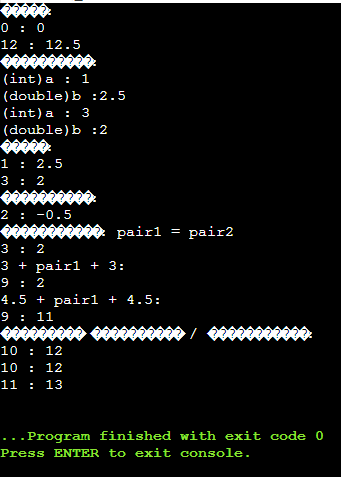 0 : 0
12 : 12.5
(int)a : 1
(double)b :2.5
(int)a : 3
(double)b :2
1 : 2.5
3 : 2
2 : -0.5
pair1 = pair2
3 : 2
3 + pair1 + 3:
9 : 2
4.5 + pair1 + 4.5:
9 : 11
/
10 : 12
10 : 12
11 : 13
...Program finished with exit code 0
Press ENTER to exit console.